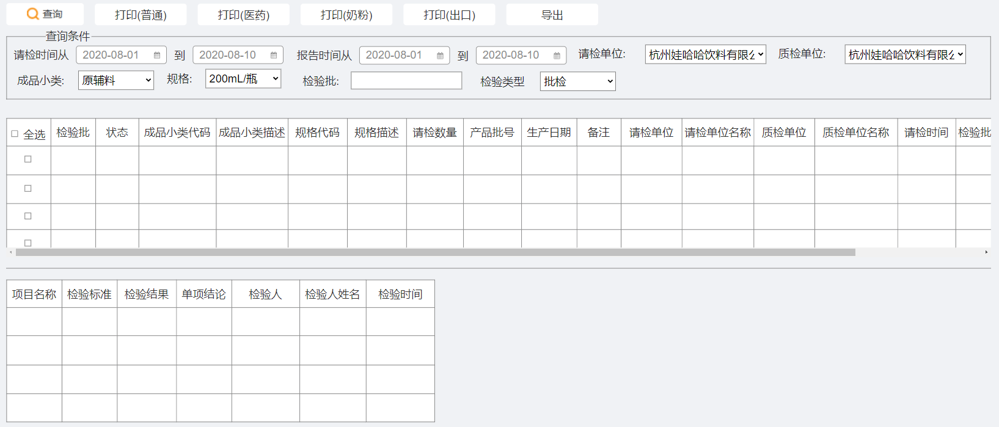 查询 打印(普通) 打印(医药) 打印(奶粉) 打印(出口) 导出
查询条件
请检时间从 2020-08-01 到 2020-08-10 报告时间从 2020-08-01 到 2020-08-10 请检单位: 杭州娃哈哈饮料有限 质检单位: 杭州娃哈哈饮料有限
成品小类: 原辅料 规格: 200mL/瓶 检验批: 检验类型 批检
全选 检验批 状态 成品小类代码 成品小类描述 规格代码 规格描述 请检数量 产品批号 生产日期 备注 请检单位 请检单位名称 质检单位 质检单位名称 请检时间 检验批
项目名称 检验标准 检验结果 单项结论 检验人 检验人姓名 检验时间